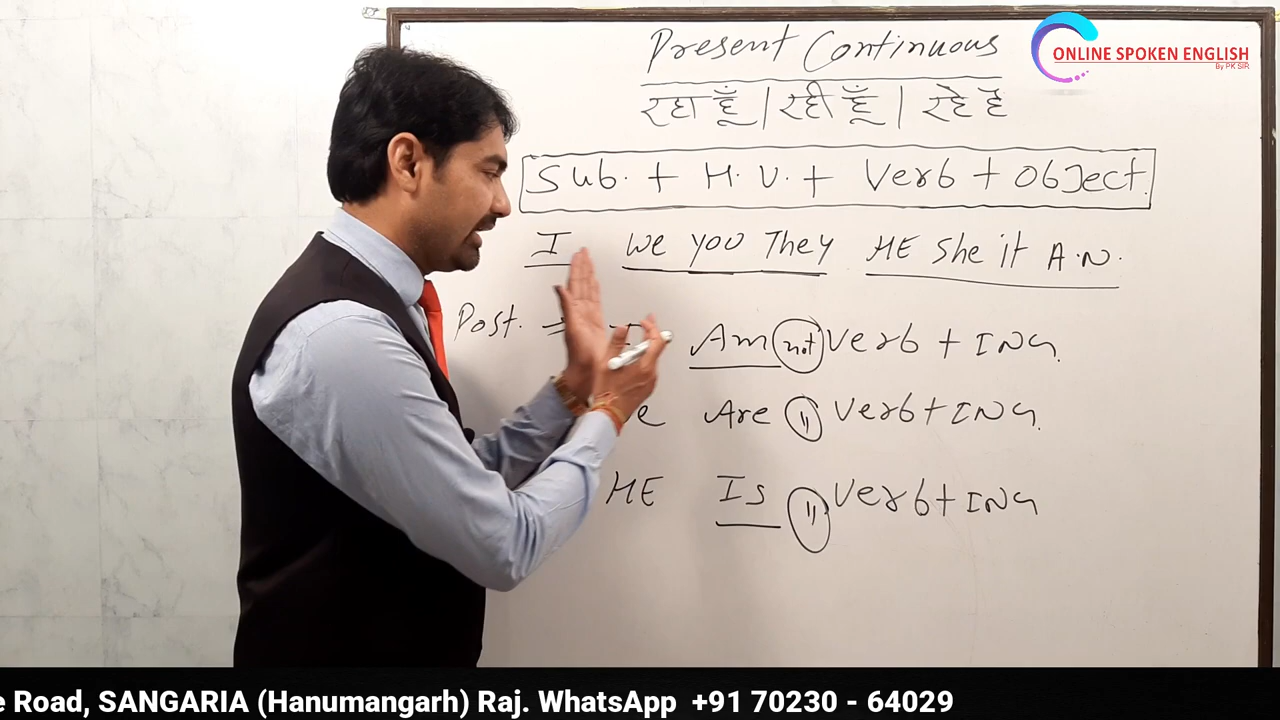 Present Continuous
ONLINE SPOKEN ENGLISH
By PK SIR
रहा हूँ | रही हूँ | रहे है
Sub. + H.V. + Verb + Object.
I We you They HE She it A.N.
Post. ⇒ I Am not Verb + ING.
Are 〃 Verb + ING.
HE Is 〃 Verb + ING
e Road, SANGARIA (Hanumangarh) Raj. WhatsApp +91 70230 - 64029